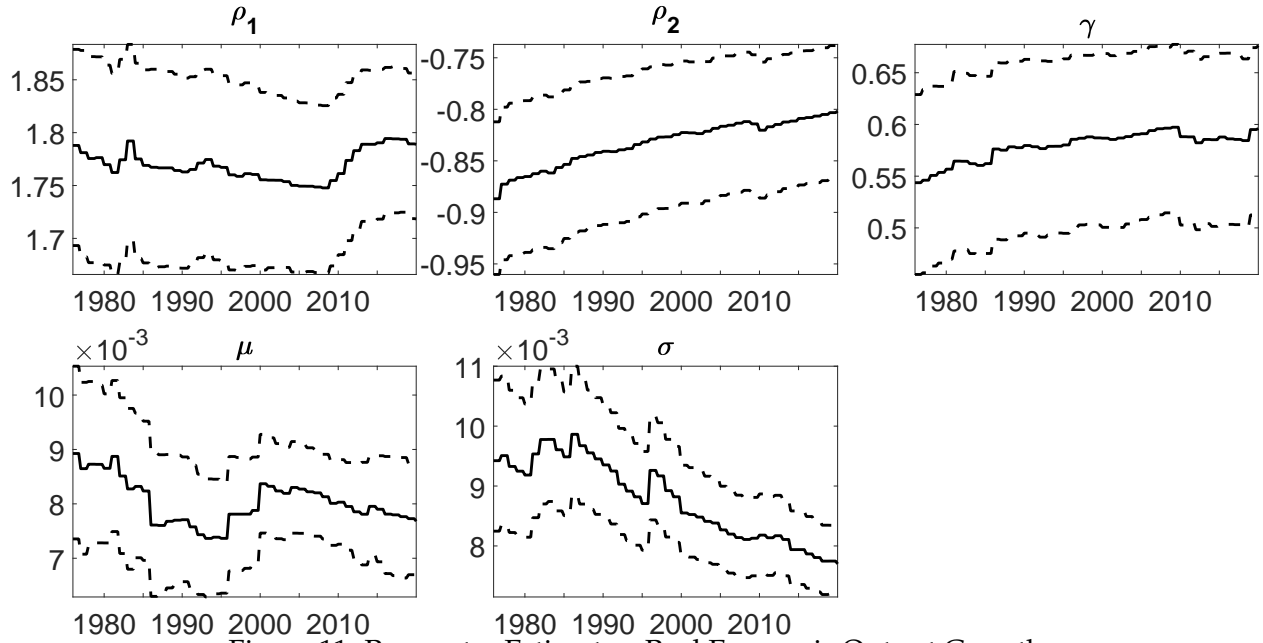 ρ1
1.85
1.8
1.75
1.7
1980 1990 2000 2010
ρ2
-0.75
-0.8
-0.85
-0.9
-0.95
1980 1990 2000 2010
γ
0.65
0.6
0.55
0.5
1980 1990 2000 2010
×10-3
μ
10
9
8
7
1980 1990 2000 2010
×10-3
σ
11
10
9
8
1980 1990 2000 2010
Figure 11: Parameter Estimates: Real Economic Output Growth